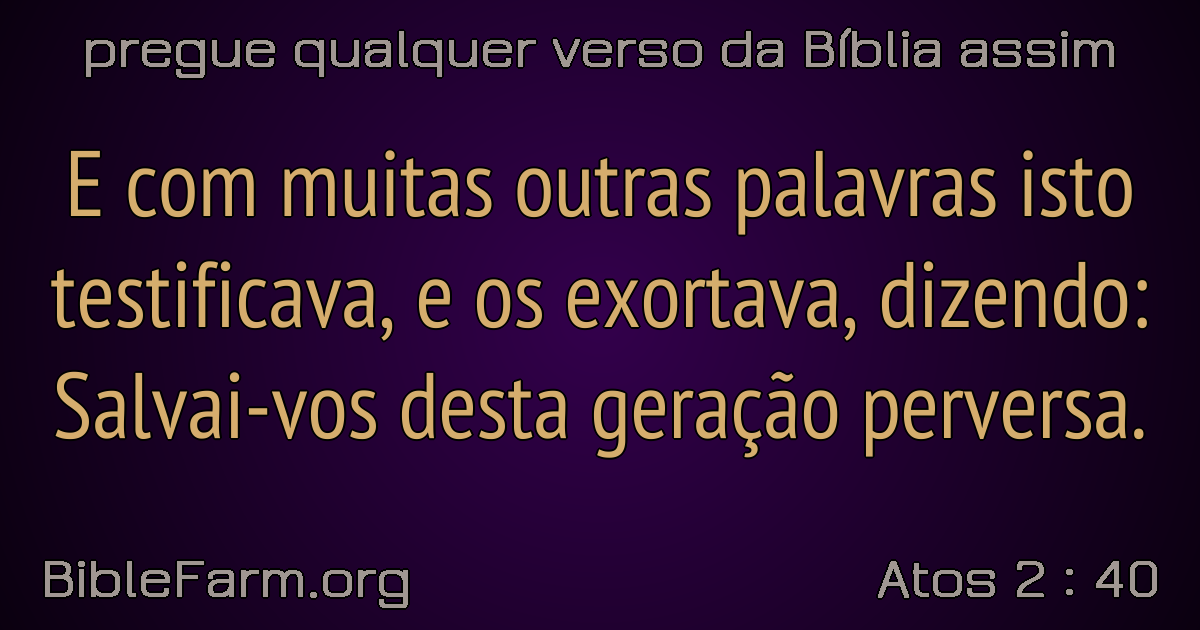 pregue qualquer verso da Bíblia assim
E com muitas outras palavras isto
testificava, e os exortava, dizendo:
Salvai-vos desta geração perversa.
BibleFarm.org
Atos 2 : 40